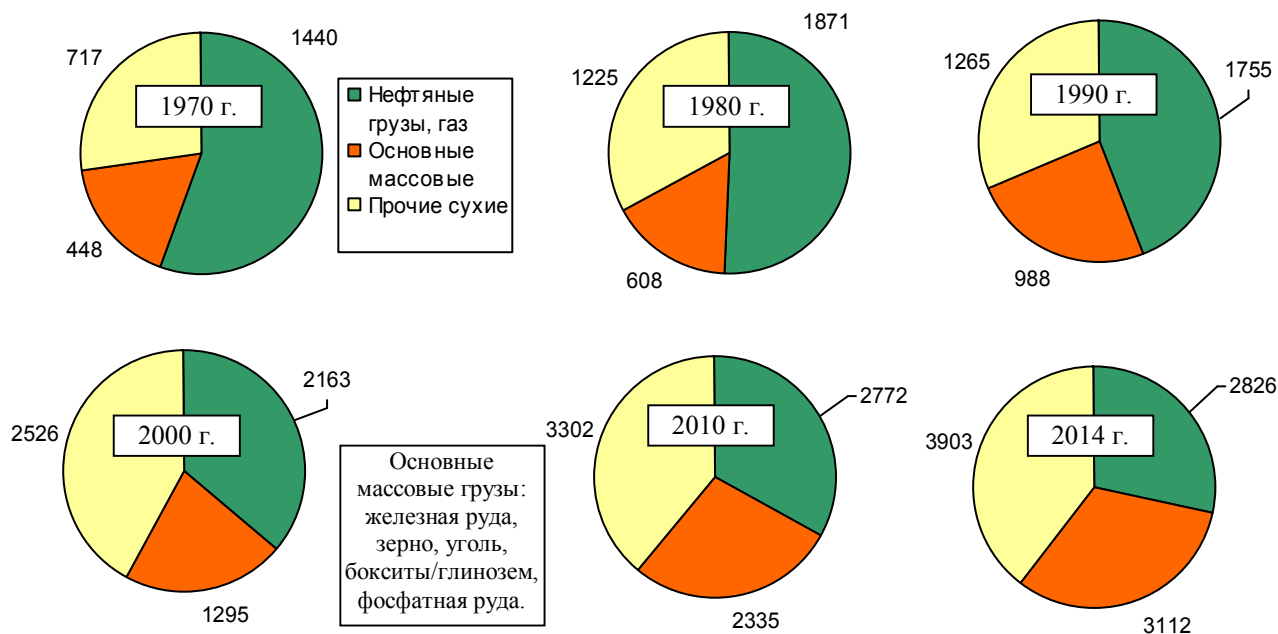 717
1440
1970 г.
448
Нефтяные
грузы, газ
Основные
массовые
Прочие сухие
1871
1225
1980 г.
608
1265
1755
1990 г.
988
2526
2163
2000 г.
1295
Основные
массовые грузы:
железная руда,
зерно, уголь,
бокситы/глинозем,
фосфатная руда.
3302
2772
2010 г.
2335
3903
2826
2014 г.
3112